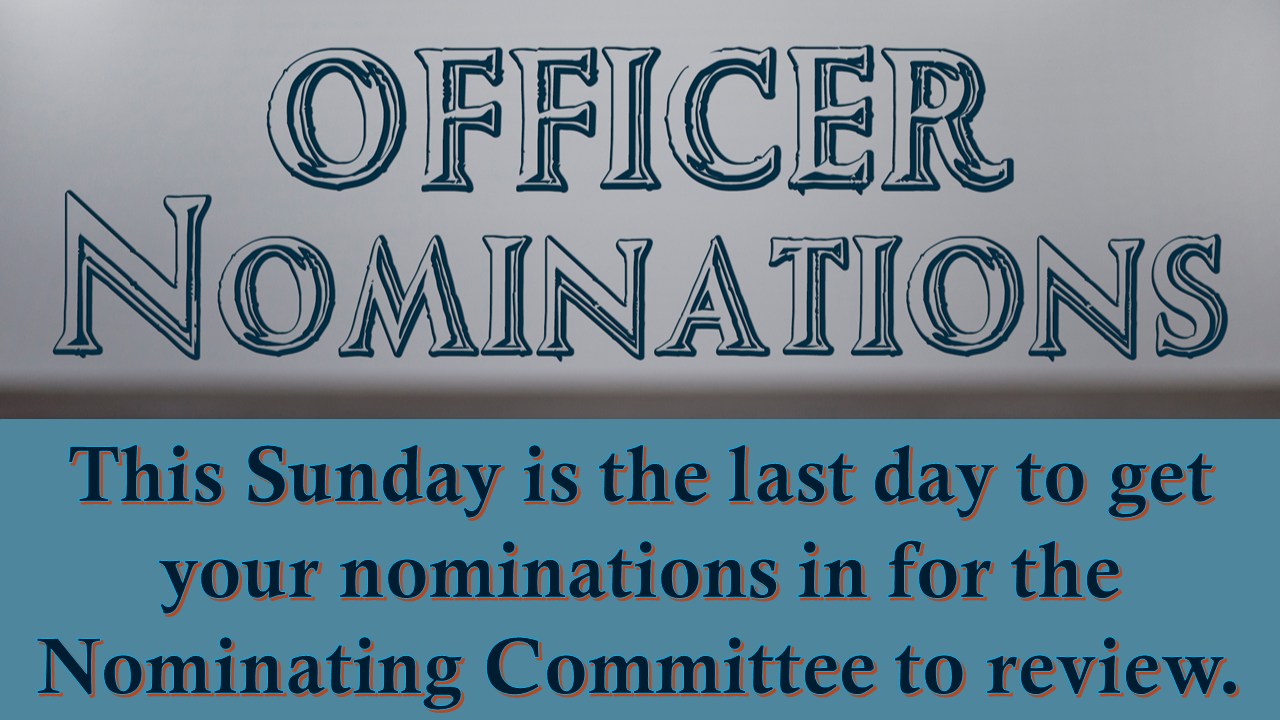 OFFICER
NOMINATIONS
This Sunday is the last day to get
your nominations in for the
Nominating Committee to review.